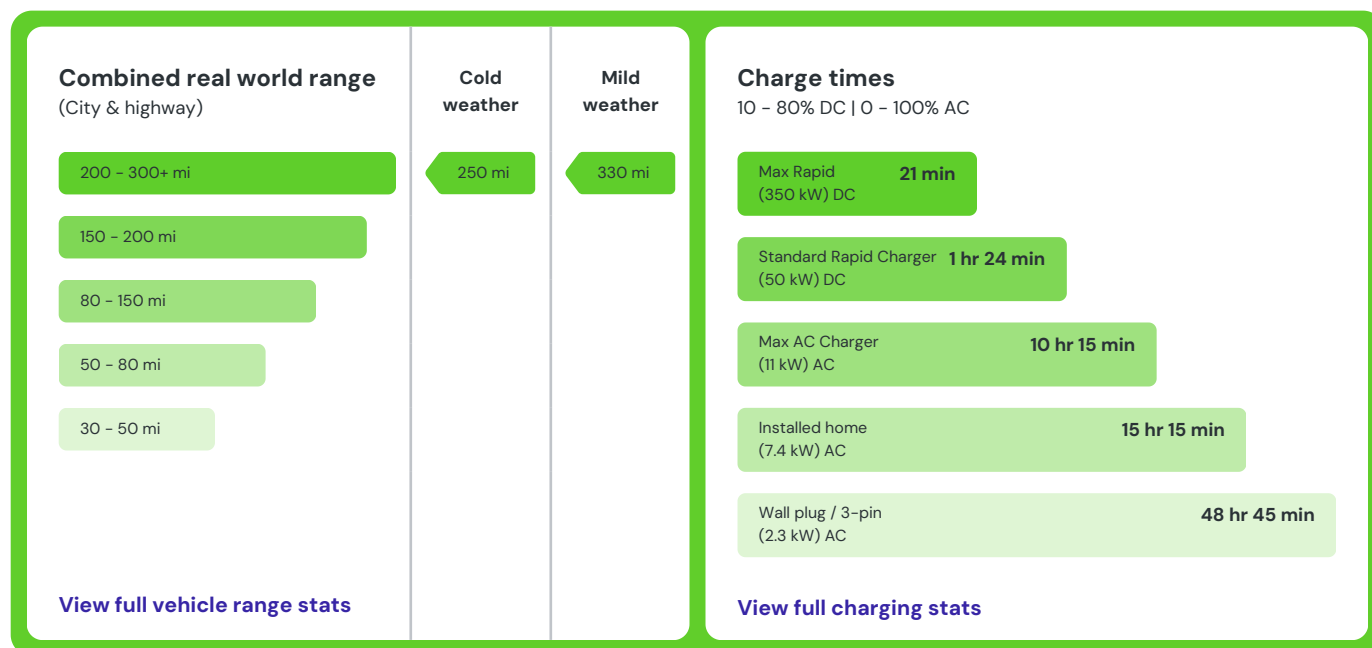 Combined real world range
(City & highway)
Cold
weather
Mild
weather
200 - 300+ mi
250 mi
330 mi
150 - 200 mi
80 - 150 mi
50 - 80 mi
30 - 50 mi
View full vehicle range stats
Charge times
10 - 80% DC | 0 - 100% AC
Max Rapid
(350 kW) DC
21 min
Standard Rapid Charger
(50 kW) DC
1 hr 24 min
Max AC Charger
(11 kW) AC
10 hr 15 min
Installed home
(7.4 kW) AC
15 hr 15 min
Wall plug / 3-pin
(2.3 kW) AC
48 hr 45 min
View full charging stats